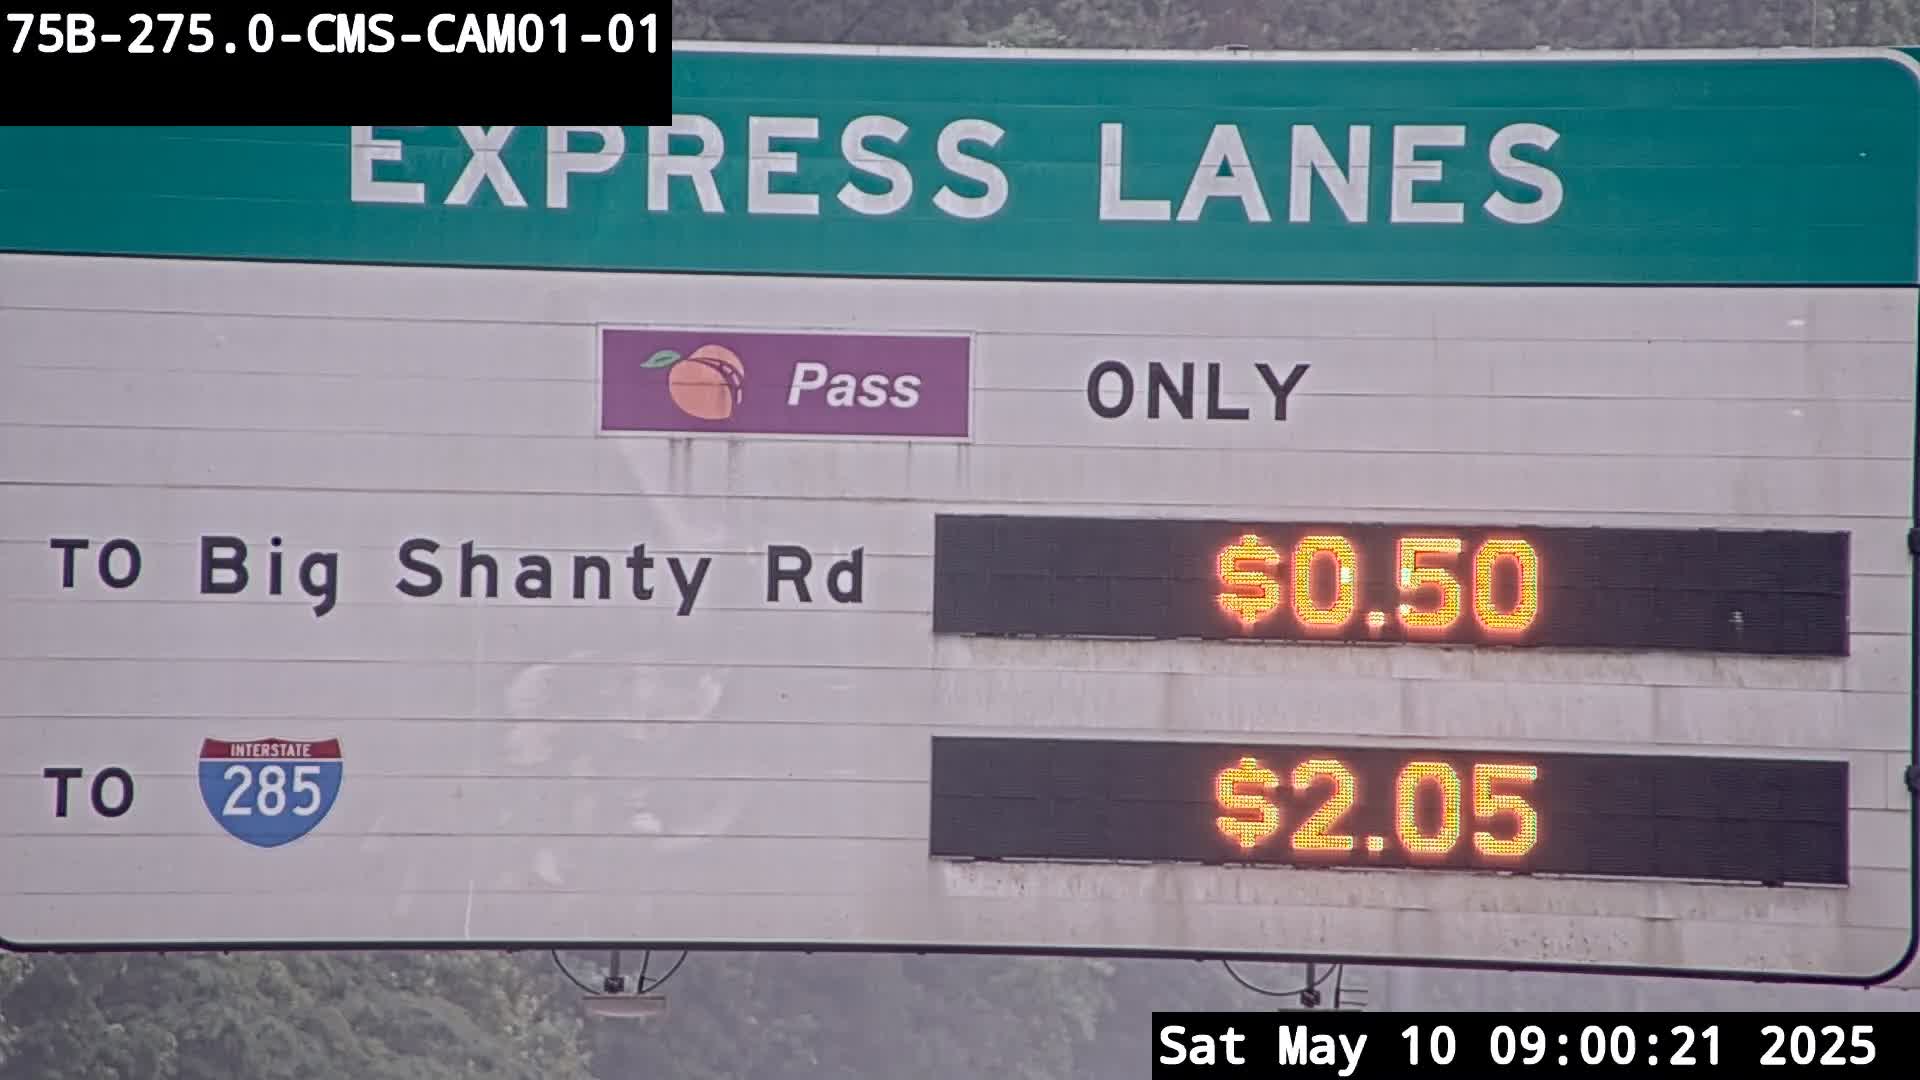 75B-275.0-CMS-CAM01-01
EXPRESS LANES
Pass ONLY
TO Big Shanty Rd $0.50
INTERSTATE
TO 285 $2.05
Sat May 10 09:00:21 2025